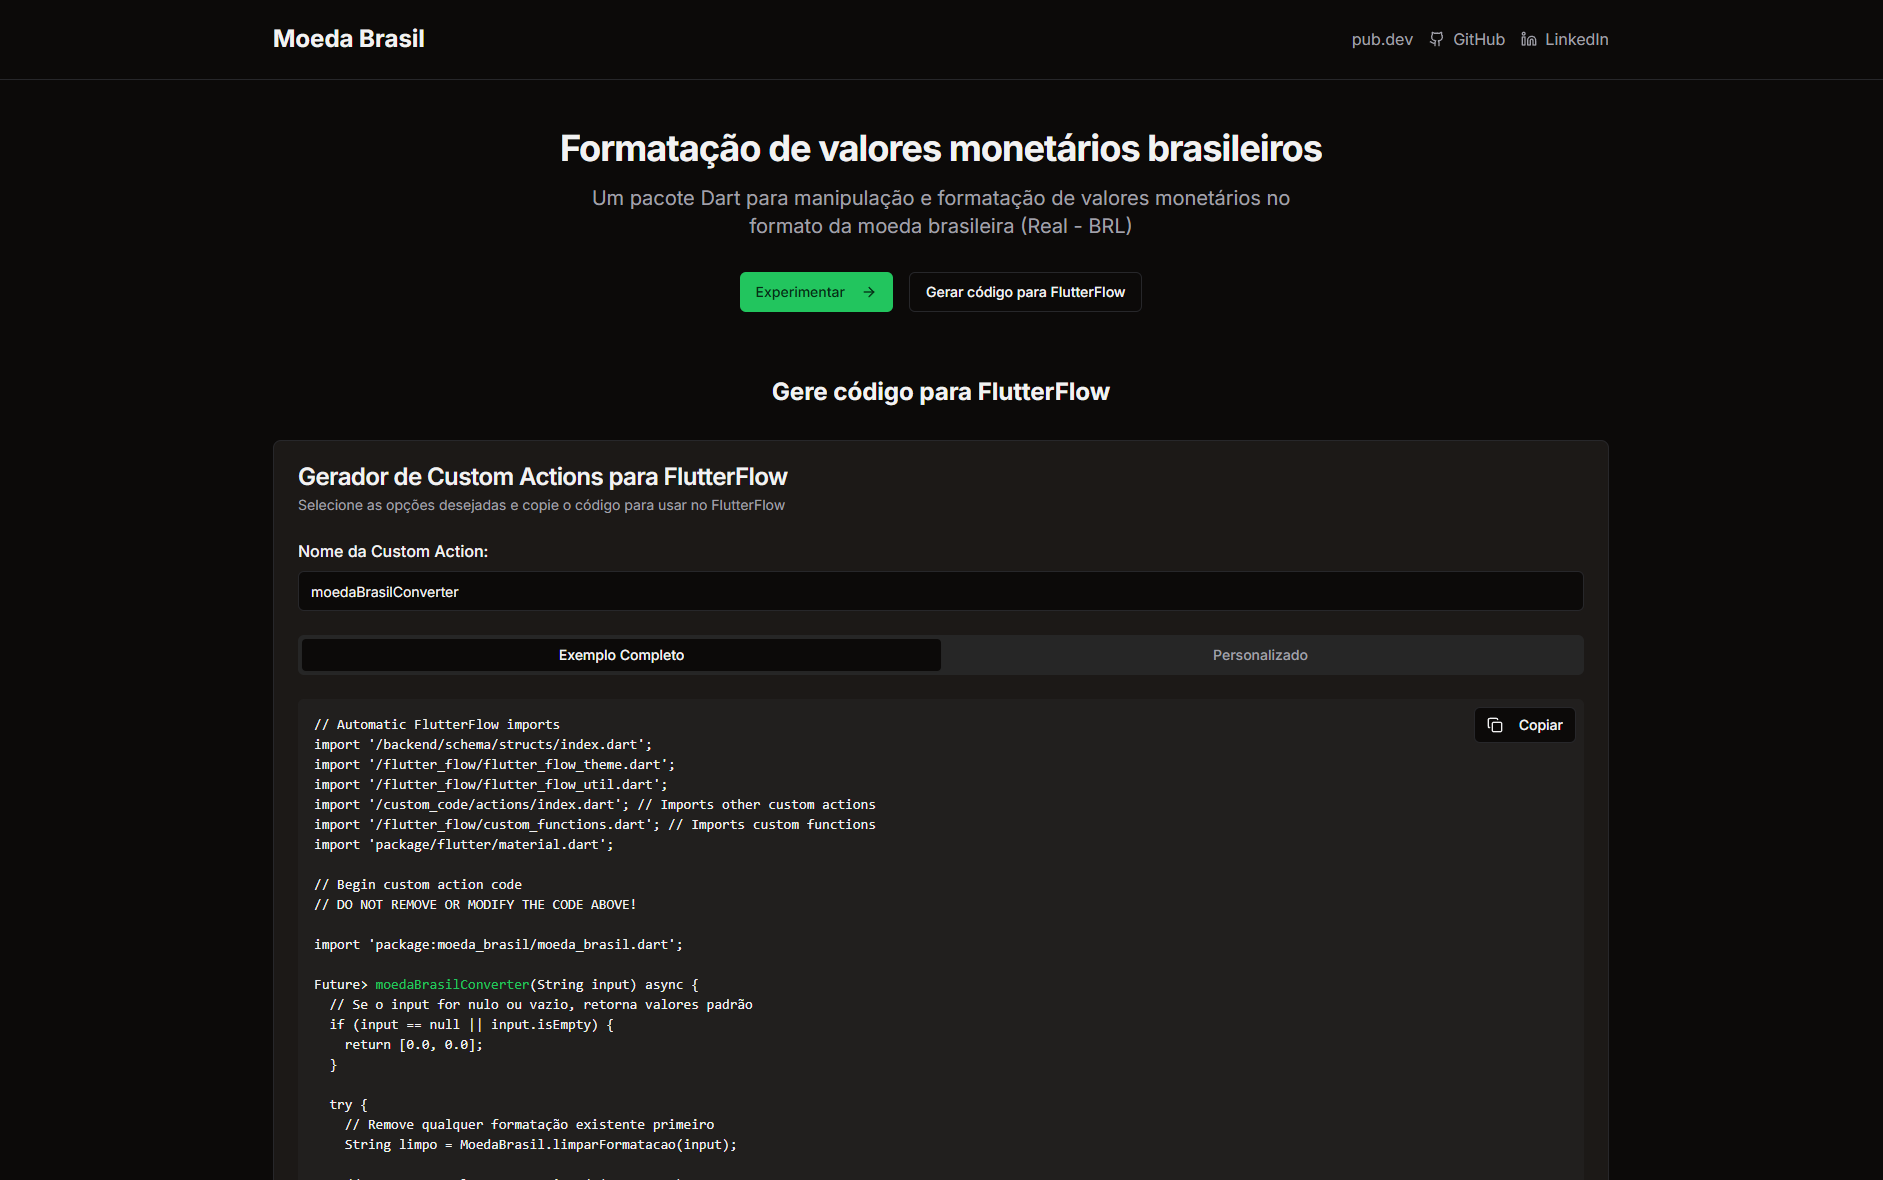 Moeda Brasil
pub.dev GitHub LinkedIn
Formatação de valores monetários brasileiros
Um pacote Dart para manipulação e formatação de valores monetários no
formato da moeda brasileira (Real - BRL)
Experimentar
Gerar código para FlutterFlow
Gere código para FlutterFlow
Gerador de Custom Actions para FlutterFlow
Selecione as opções desejadas e copie o código para usar no FlutterFlow
Nome da Custom Action:
moedaBrasilConverter
Exemplo Completo
Personalizado
Copiar
// Automatic FlutterFlow imports
import '/backend/schema/structs/index.dart';
import '/flutter_flow/flutter_flow_theme.dart';
import '/flutter_flow/flutter_flow_util.dart';
import '/custom_code/actions/index.dart'; // Imports other custom actions
import '/flutter_flow/custom_functions.dart'; // Imports custom functions
import 'package/flutter/material.dart';
// Begin custom action code
// DO NOT REMOVE OR MODIFY THE CODE ABOVE!
import 'package:moeda_brasil/moeda_brasil.dart';
Future> moedaBrasilConverter(String input) async {
// Se o input for nulo ou vazio, retorna valores padrão
if (input == null || input.isEmpty) {
return [0.0, 0.0];
}
try {
// Remove qualquer formatação existente primeiro
String limpo = MoedaBrasil.limparFormatacao(input);